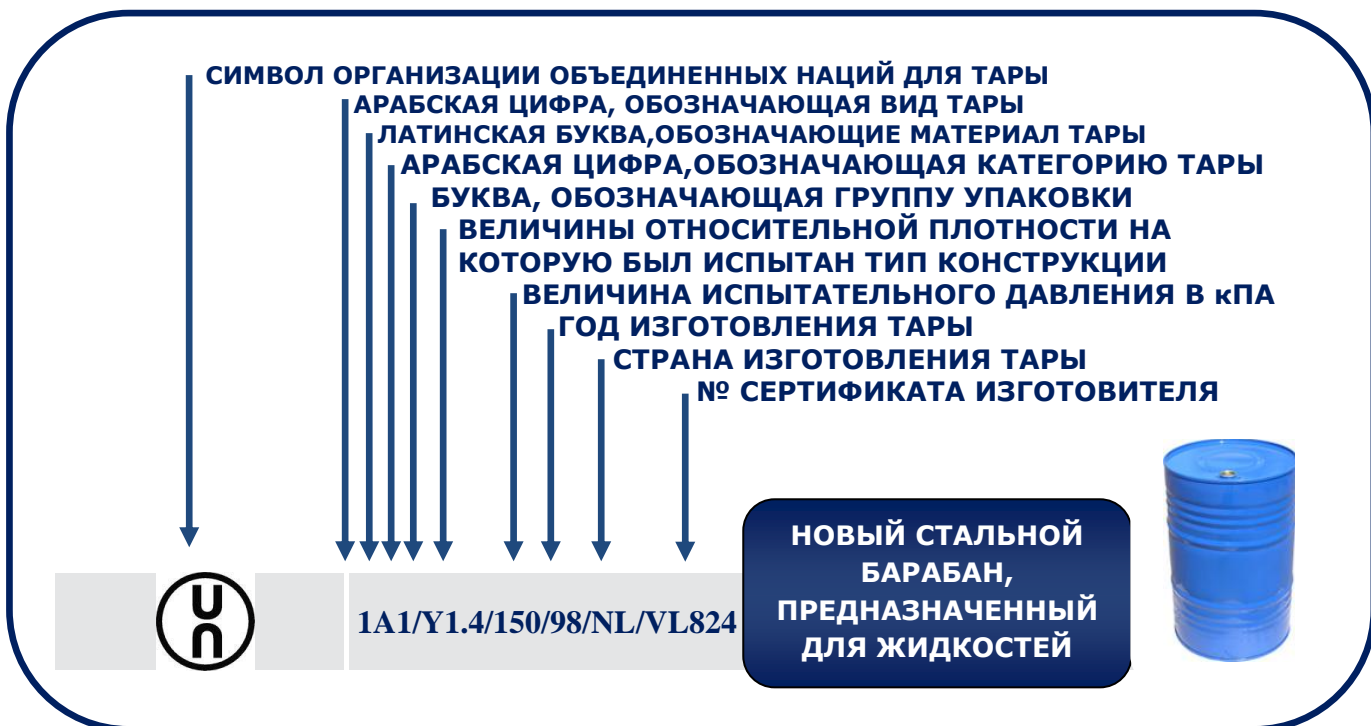 СИМВОЛ ОРГАНИЗАЦИИ ОБЪЕДИНЕННЫХ НАЦИЙ ДЛЯ ТАРЫ
АРАБСКАЯ ЦИФРА, ОБОЗНАЧАЮЩАЯ ВИД ТАРЫ
ЛАТИНСКАЯ БУКВА,ОБОЗНАЧАЮЩИЕ МАТЕРИАЛ ТАРЫ
АРАБСКАЯ ЦИФРА,ОБОЗНАЧАЮЩАЯ КАТЕГОРИЮ ТАРЫ
БУКВА, ОБОЗНАЧАЮЩАЯ ГРУППУ УПАКОВКИ
ВЕЛИЧИНЫ ОТНОСИТЕЛЬНОЙ ПЛОТНОСТИ НА
КОТОРУЮ БЫЛ ИСПЫТАН ТИП КОНСТРУКЦИИ
ВЕЛИЧИНА ИСПЫТАТЕЛЬНОГО ДАВЛЕНИЯ В кПА
ГОД ИЗГОТОВЛЕНИЯ ТАРЫ
СТРАНА ИЗГОТОВЛЕНИЯ ТАРЫ
№ СЕРТИФИКАТА ИЗГОТОВИТЕЛЯ
un
1A1/Y1.4/150/98/NL/VL824
НОВЫЙ СТАЛЬНОЙ
БАРАБАН,
ПРЕДНАЗНАЧЕННЫЙ
ДЛЯ ЖИДКОСТЕЙ